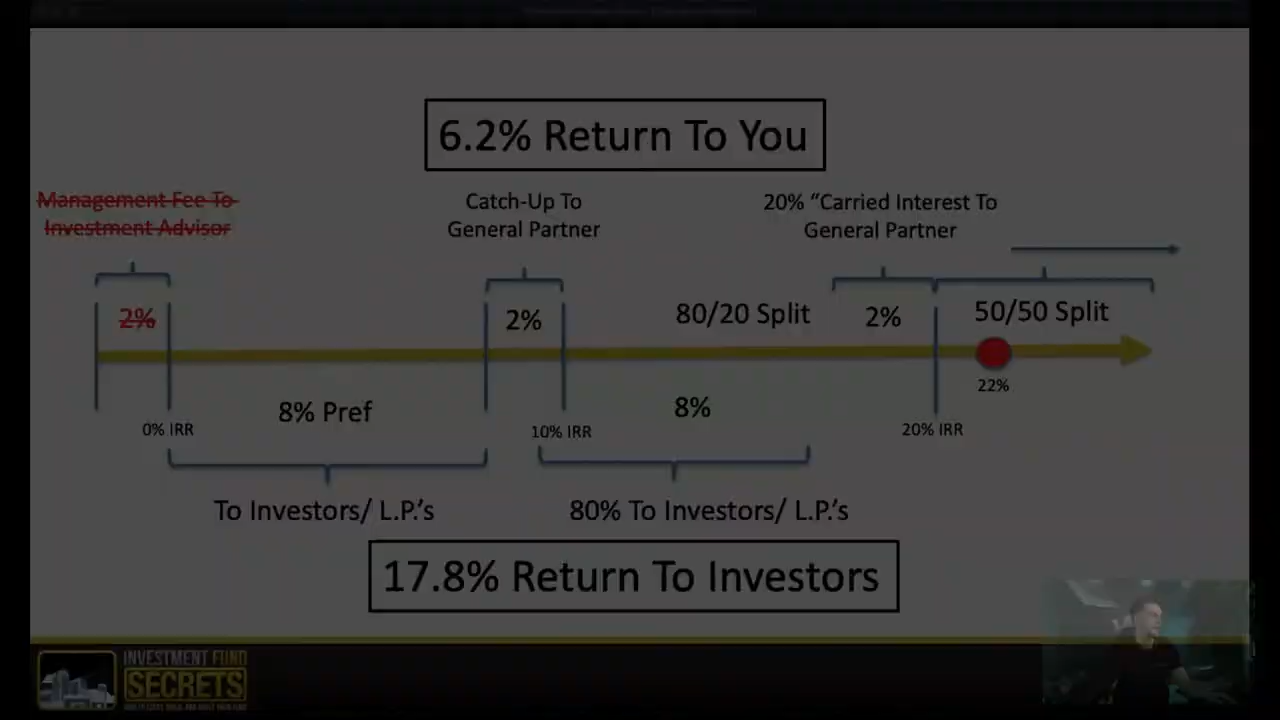 6.2% Return To You
Management Fee To
Investment Advisor
Catch-Up To
General Partner
20% “Carried Interest To
General Partner
2%
2%
80/20 Split
2%
50/50 Split
22%
8% Pref
8%
0% IRR
10% IRR
20% IRR
To Investors/ L.P.’s
80% To Investors/ L.P.’s
17.8% Return To Investors
INVESTMENT FUND
SECRETS